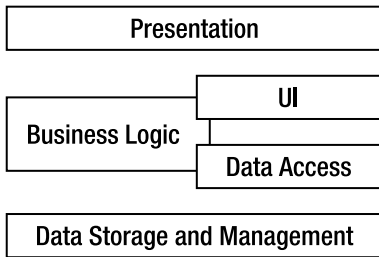 Presentation
UI
Business Logic
Data Access
Data Storage and Management